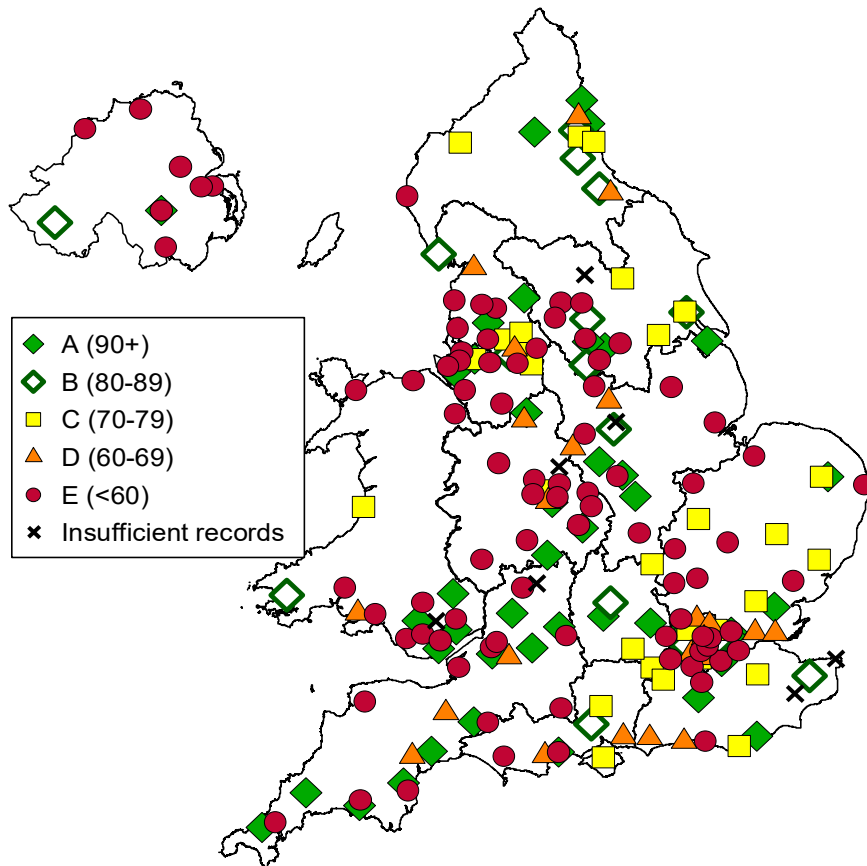 A (90+)
B (80-89)
C (70-79)
D (60-69)
E (<60)
Insufficient records